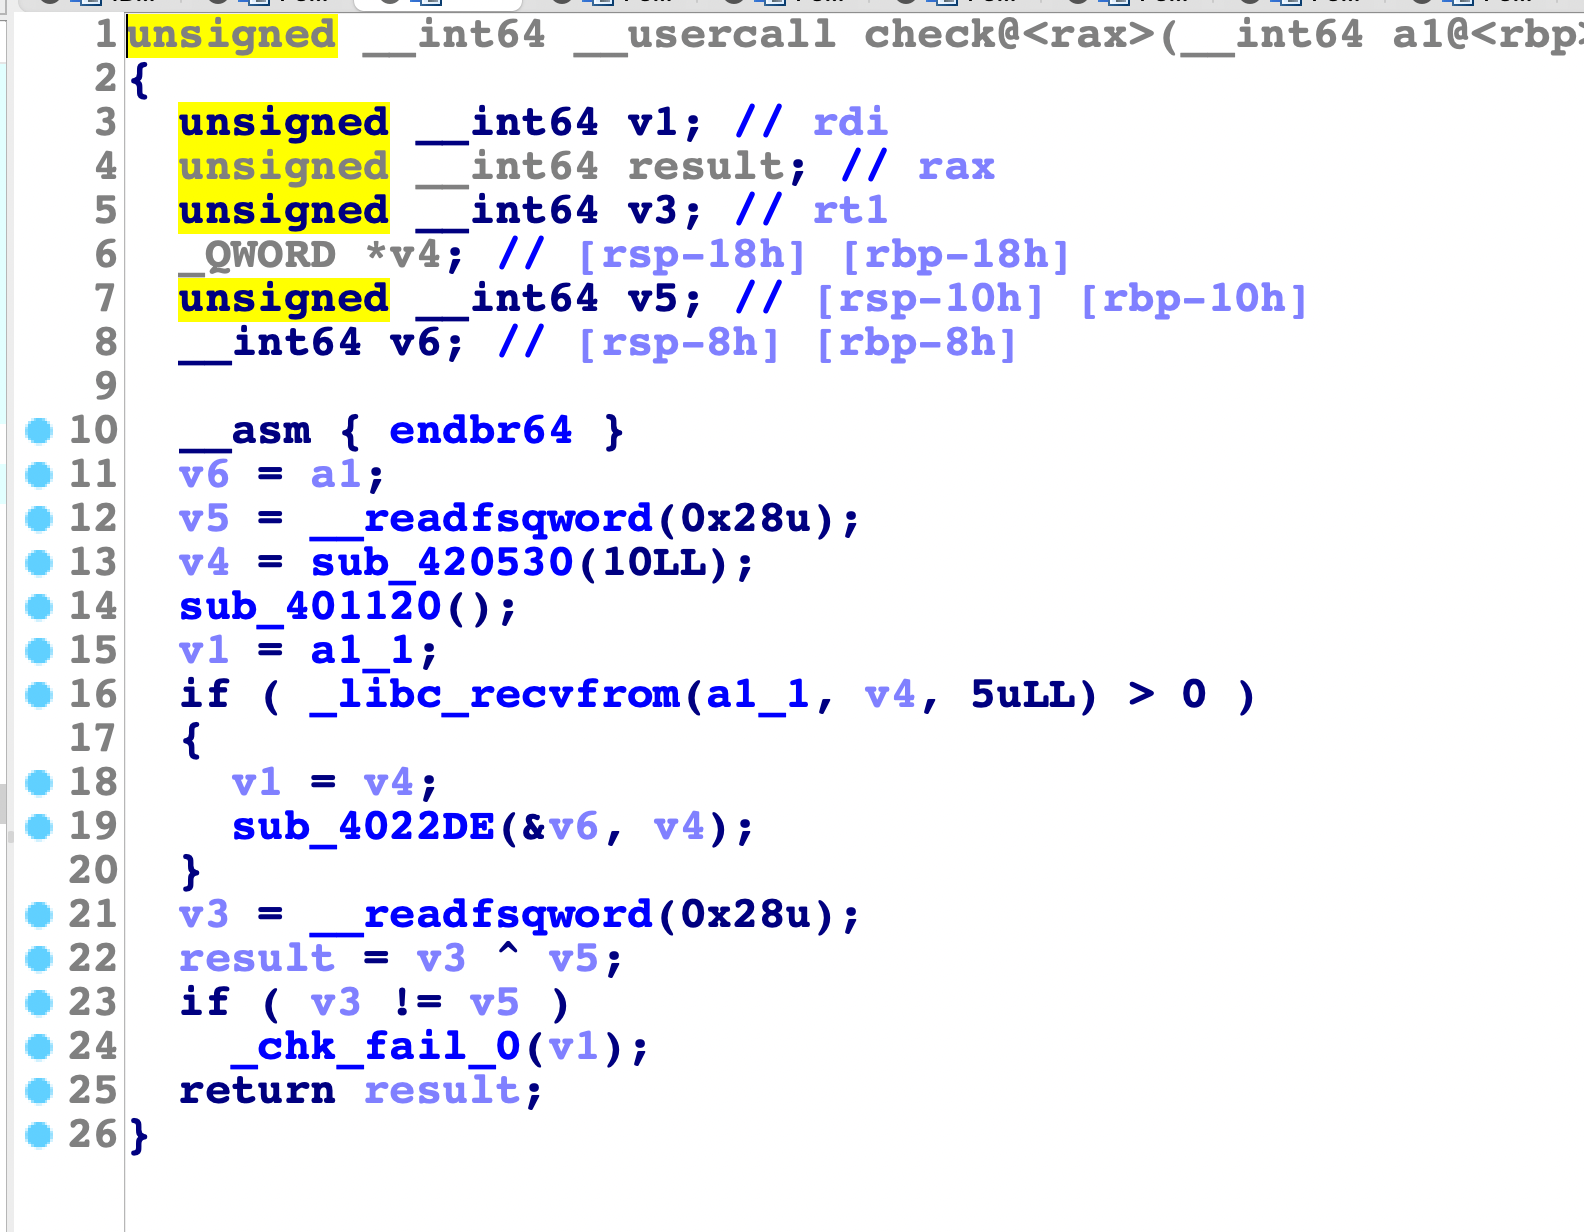 1 unsigned __int64 __usercall check@<rax>(__int64 a1@<rbp>
2 {
3 unsigned __int64 v1; // rdi
4 unsigned __int64 result; // rax
5 unsigned __int64 v3; // rt1
6 _QWORD *v4; // [rsp-18h] [rbp-18h]
7 unsigned __int64 v5; // [rsp-10h] [rbp-10h]
8 __int64 v6; // [rsp-8h] [rbp-8h]
9
10 __asm { endbr64 }
11 v6 = a1;
12 v5 = __readfsqword(0x28u);
13 v4 = sub_420530(10LL);
14 sub_401120();
15 v1 = a1_1;
16 if ( _libc_recvfrom(a1_1, v4, 5uLL) > 0 )
17 {
18 v1 = v4;
19 sub_4022DE(&v6, v4);
20 }
21 v3 = __readfsqword(0x28u);
22 result = v3 ^ v5;
23 if ( v3 != v5 )
24 _chk_fail_0(v1);
25 return result;
26 }